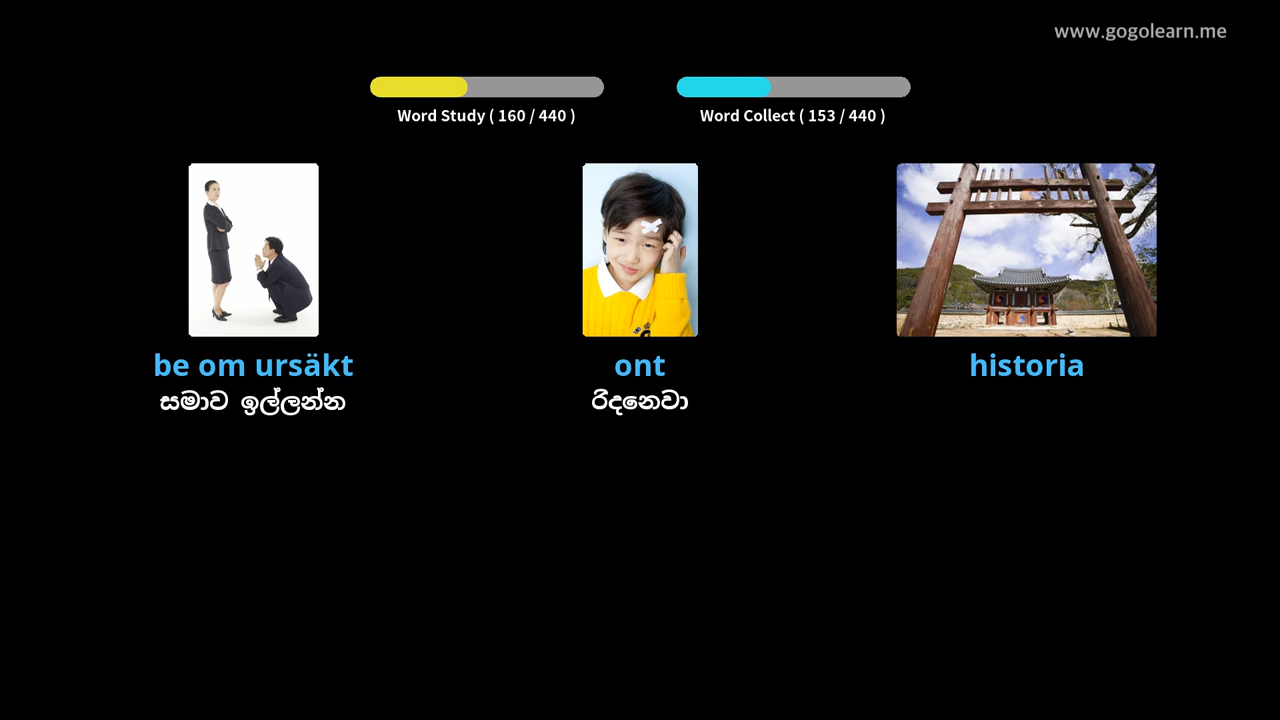 www.gogolearn.me
Word Study ( 160 / 440 )
Word Collect ( 153 / 440 )
be om ursäkt
සමාව ඉල්ලන්න
ont
රිදනෙවා
historia